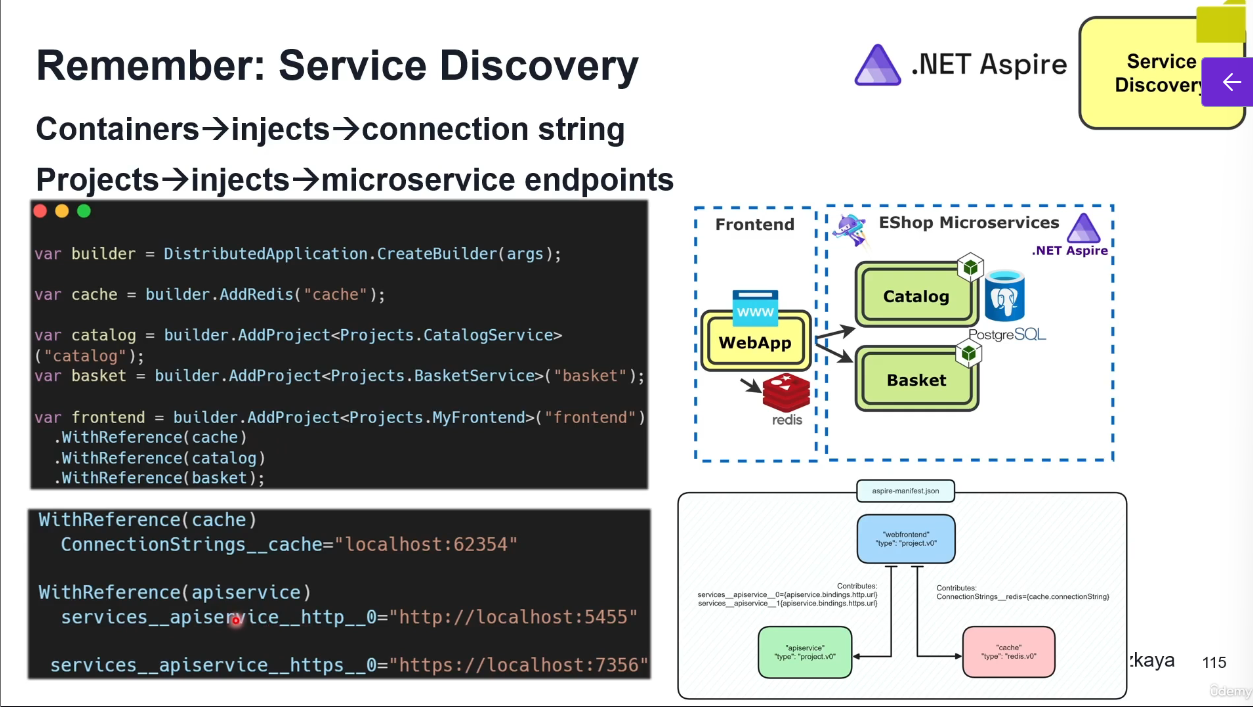 Remember: Service Discovery
.NET Aspire
Service
Discovery
Containers→injects→connection string
Projects→injects→microservice endpoints
var builder = DistributedApplication.CreateBuilder(args);
var cache = builder.AddRedis("cache");
var catalog = builder.AddProject<Projects.CatalogService>
("catalog");
var basket = builder.AddProject<Projects.BasketService>("basket");
var frontend = builder.AddProject<Projects.MyFrontend>("frontend")
.WithReference(cache)
.WithReference(catalog)
.WithReference(basket);
WithReference(cache)
ConnectionStrings__cache="localhost:62354"
WithReference(apiservice)
services__apiservice__http__0="http://localhost:5455"
services__apiservice__https__0="https://localhost:7356"
Frontend
WWW
WebApp
redis
EShop Microservices
.NET Aspire
Catalog
PostgreSQL
Basket
aspire-manifest.json
"webfrontend"
"type": "project.v0"
Contributes:
services__apiservice__0={apiservice.bindings.http.url}
services__apiservice__1={apiservice.bindings.https.url}
Contributes:
ConnectionStrings__redis={cache.connectionString}
"apiservice"
"type": "project.v0"
"cache"
"type": "redis.v0"
zkaya
115
ûdemy